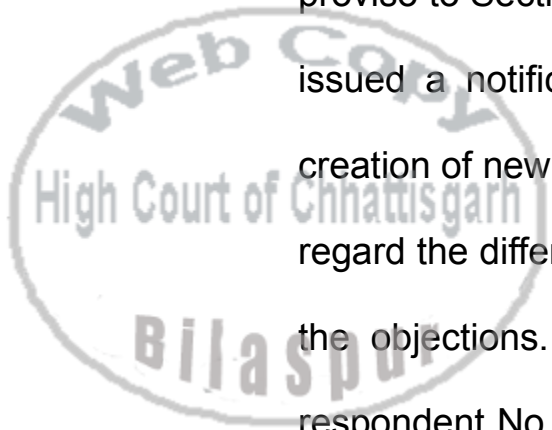 proviso to Secti
issued a notific
creation of new
regard the differ
the objections.
respondent No
Web Copy
High Court of Chhattisgarh
Bilaspur